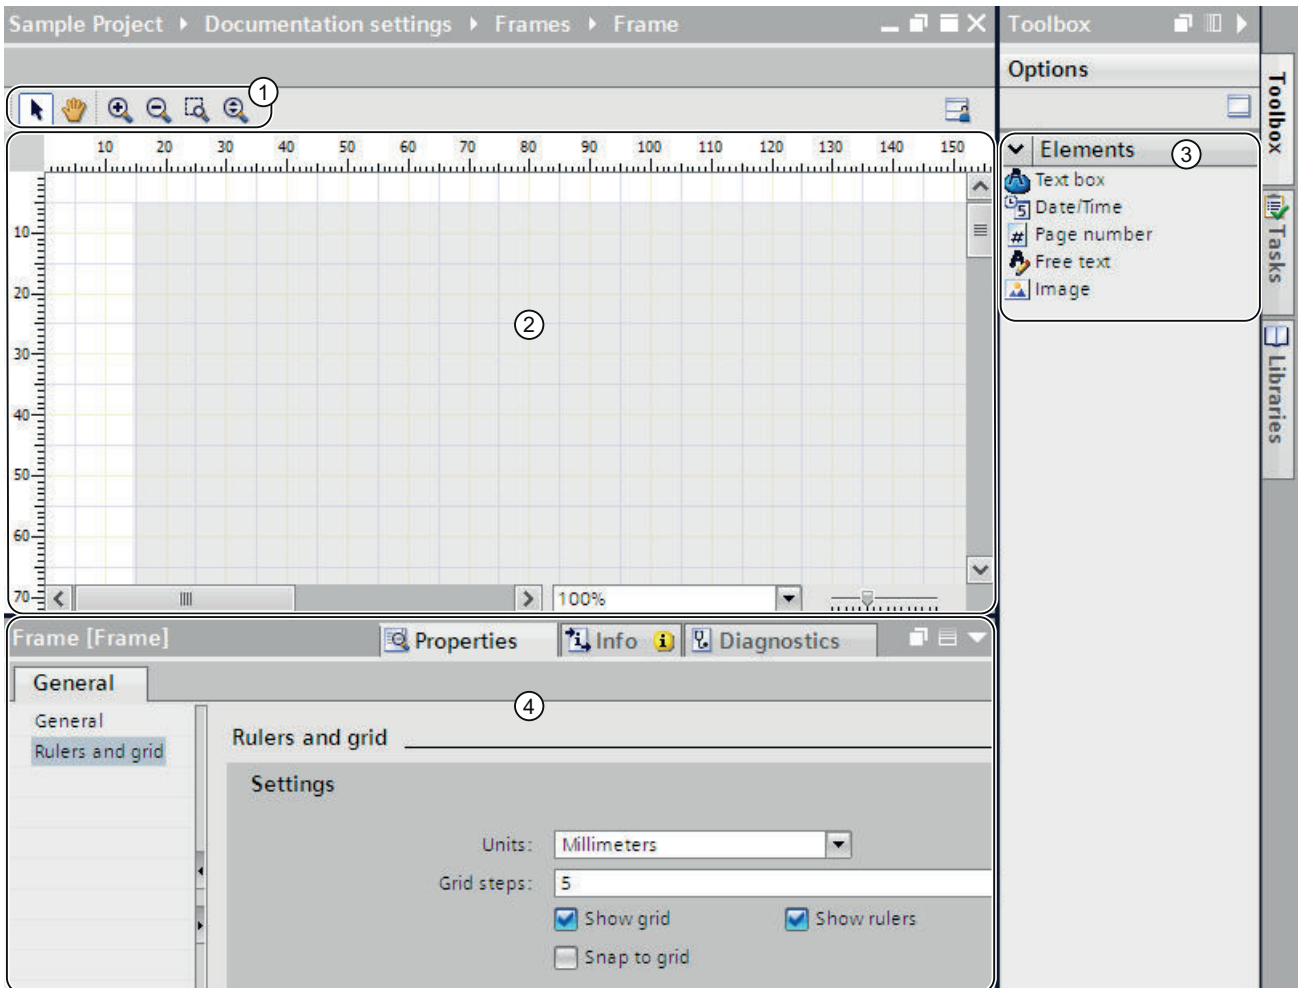 Sample Project Documentation settings Frames Frame
Toolbox
Options
1
10 20 30 40 50 60 70 80 90 100 110 120 130 140 150
10
20
30
40
50
60
70
2
100%
Elements 3
Text box
Date/Time
Page number
Free text
Image
Toolbox
Tasks
Libraries
Frame [Frame]
Properties Info Diagnostics
General
4
General
Rulers and grid
Rulers and grid
Settings
Units: Millimeters
Grid steps: 5
Show grid Show rulers
Snap to grid